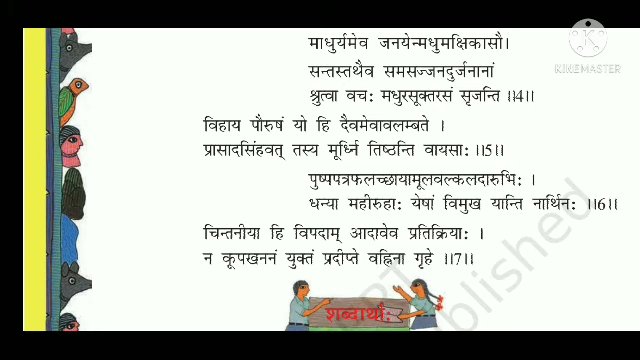 माधुर्यमेव जनयेन्मधुमक्षिकासौ।
KINEMASTER
सन्तस्तथैव समसज्जनदुर्जनानां
श्रुत्वा वचः मधुरसूक्तरसं सृजन्ति ।।4।।
विहाय पौरुषं यो हि दैवमेवावलम्बते ।
प्रासादसिंहवत् तस्य मूर्ध्नि तिष्ठन्ति वायसाः ।।5।।
पुष्पपत्रफलच्छायामूलवल्कलदारुभिः ।
धन्या महीरुहाः येषां विमुख यान्ति नार्थिनः ।।6।।
चिन्तनीया हि विपदाम् आदावेव प्रतिक्रियाः ।
न कूपखननं युक्तं प्रदीप्ते वह्निना गृहे ।।7।।
शब्दार्थाः
published